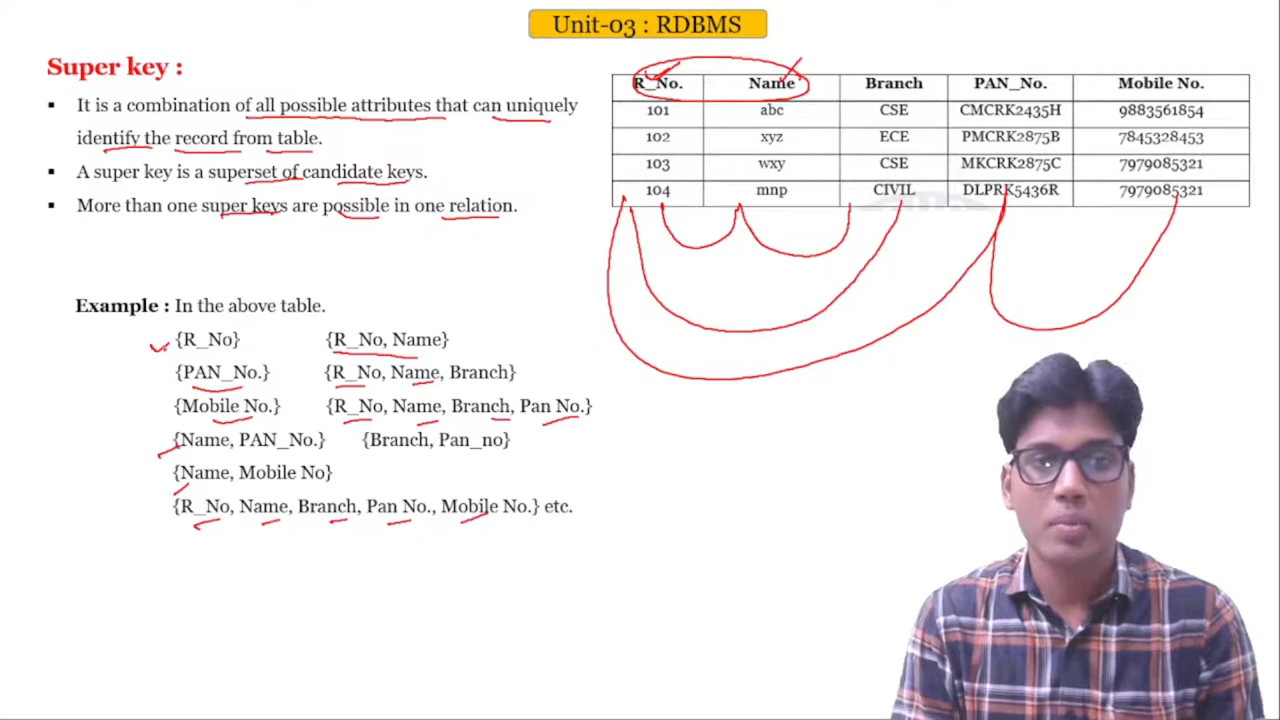 Unit-03 : RDBMS
Super key :
▪ It is a combination of all possible attributes that can uniquely
identify the record from table.
▪ A super key is a superset of candidate keys.
▪ More than one super keys are possible in one relation.
R_No. Name Branch PAN_No. Mobile No.
101 abc CSE CMCRK2435H 9883561854
102 xyz ECE PMCRK2875B 7845328453
103 wxy CSE MKCRK2875C 7979085321
104 mnp CIVIL DLPRK5436R 7979085321
Example : In the above table.
{R_No} {R_No, Name}
{PAN_No.} {R_No, Name, Branch}
{Mobile No.} {R_No, Name, Branch, Pan No.}
{Name, PAN_No.} {Branch, Pan_no}
{Name, Mobile No}
{R_No, Name, Branch, Pan No., Mobile No.} etc.